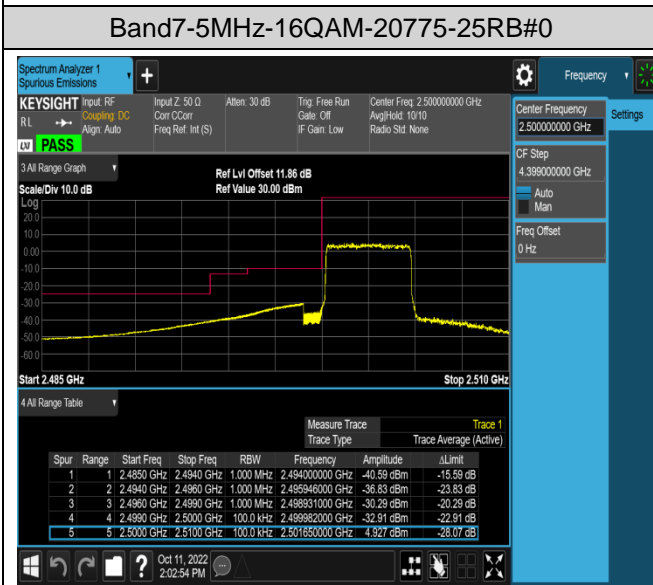 Band7-5MHz-16QAM-20775-25RB#0
Spectrum Analyzer 1
Spurious Emissions
+
Frequency
KEYSIGHT Input: RF Input Z: 50 Ω Atten: 30 dB Trig: Free Run Center Freq: 2.500000000 GHz
RL Coupling: DC Corr CCorr Gate: Off Avg|Hold: 10/10
Align: Auto Freq Ref: Int (S) IF Gain: Low Radio Std: None
LXI PASS
Center Frequency
2.500000000 GHz
Settings
CF Step
4.399000000 GHz
Auto
Man
Freq Offset
0 Hz
3 All Range Graph
Ref Lvl Offset 11.86 dB
Scale/Div 10.0 dB Ref Value 30.00 dBm
Log
20.0
10.0
0.00
-10.0
-20.0
-30.0
-40.0
-50.0
-60.0
Start 2.485 GHz Stop 2.510 GHz
4 All Range Table
Measure Trace Trace 1
Trace Type Trace Average (Active)
Spur Range Start Freq Stop Freq RBW Frequency Amplitude ΔLimit
1 1 2.4850 GHz 2.4940 GHz 1.000 MHz 2.494000000 GHz -40.59 dBm -15.59 dB
2 2 2.4940 GHz 2.4960 GHz 1.000 MHz 2.495946000 GHz -36.83 dBm -23.83 dB
3 3 2.4960 GHz 2.4990 GHz 1.000 MHz 2.498931000 GHz -30.29 dBm -20.29 dB
4 4 2.4990 GHz 2.5000 GHz 100.0 kHz 2.499982000 GHz -32.91 dBm -22.91 dB
5 5 2.5000 GHz 2.5100 GHz 100.0 kHz 2.501650000 GHz 4.927 dBm -28.07 dB
? Oct 11, 2022
2:02:54 PM